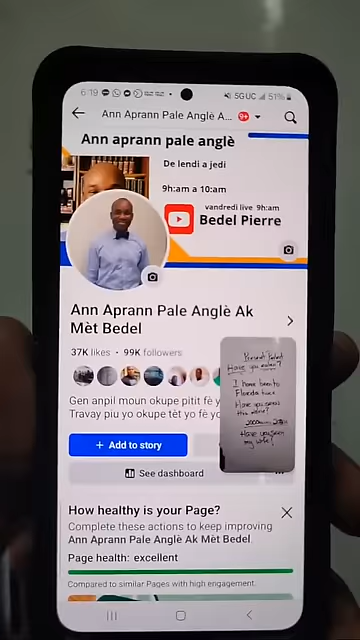 6:19
5G UC 51%
Ann Aprann Pale Anglè A... 9+
Ann aprann pale anglè
De lendi a jedi
9h:am a 10:am
vandredi live 9h:am
Bedel Pierre
Ann Aprann Pale Anglè Ak
Mèt Bedel
37K likes • 99K followers
Gen anpil moun okupe pitit fè y
Travay piu yo okupe tèt yo fè yo
Present Perfect
Have you eaten?
I have been to
Florida
Have you seen
this movie?
Have you seen
my wife?
+ Add to story
See dashboard
How healthy is your Page?
Complete these actions to keep improving
Ann Aprann Pale Anglè Ak Mèt Bedel.
Page health: excellent
Compared to similar Pages with high engagement.